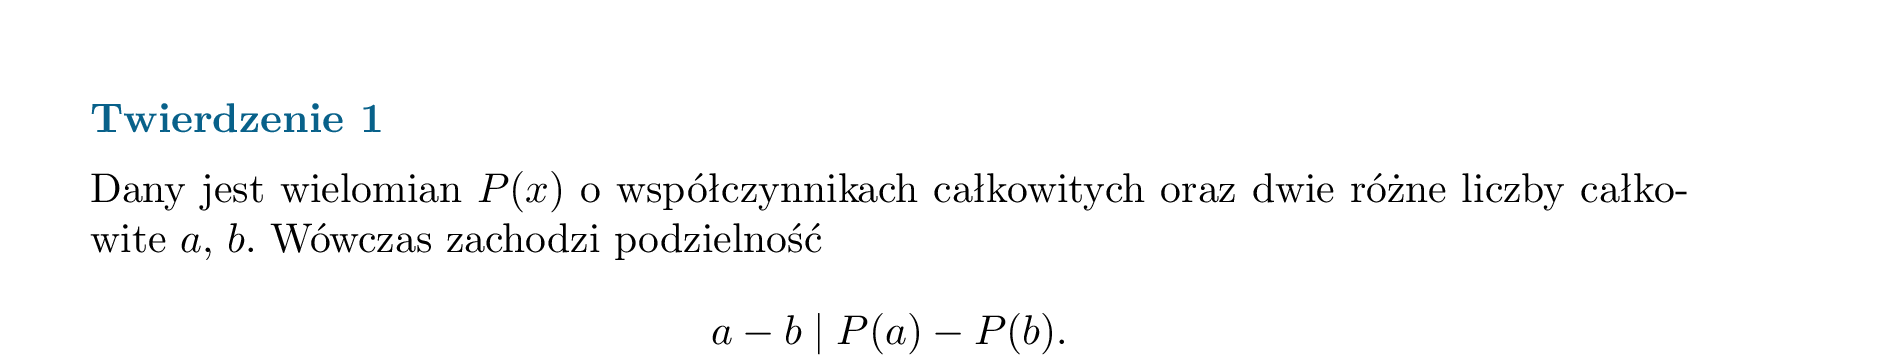 Twierdzenie 1
Dany jest wielomian P(x) o współczynnikach całkowitych oraz dwie różne liczby całko-
wite a, b. Wówczas zachodzi podzielność
a − b | P(a) − P(b).